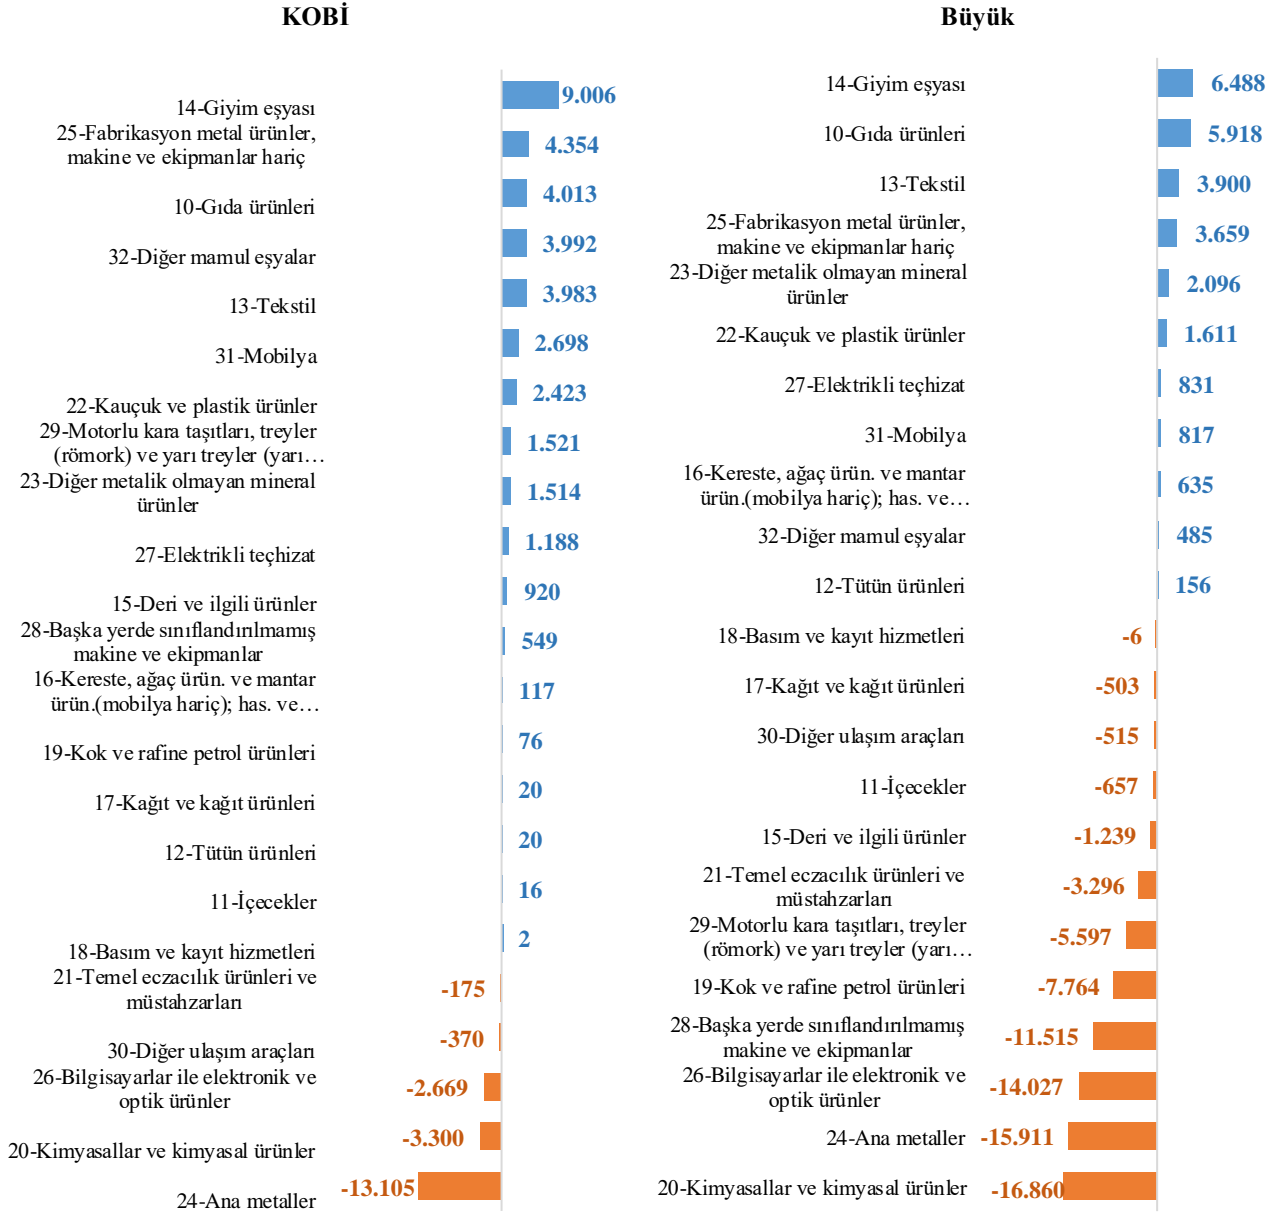 KOBİ
14-Giyim eşyası
9.006
25-Fabrikasyon metal ürünler,
makine ve ekipmanlar hariç
4.354
10-Gıda ürünleri
4.013
32-Diğer mamul eşyalar
3.992
13-Tekstil
3.983
31-Mobilya
2.698
22-Kauçuk ve plastik ürünler
2.423
29-Motorlu kara taşıtları, treyler
(römork) ve yarı treyler (yarı…
1.521
23-Diğer metalik olmayan mineral
ürünler
1.514
27-Elektrikli teçhizat
1.188
15-Deri ve ilgili ürünler
920
28-Başka yerde sınıflandırılmamış
makine ve ekipmanlar
549
16-Kereste, ağaç ürün. ve mantar
ürün.(mobilya hariç); has. ve…
117
19-Kok ve rafine petrol ürünleri
76
17-Kağıt ve kağıt ürünleri
20
12-Tütün ürünleri
20
11-İçecekler
16
18-Basım ve kayıt hizmetleri
2
21-Temel eczacılık ürünleri ve
müstahzarları
-175
30-Diğer ulaşım araçları
-370
26-Bilgisayarlar ile elektronik ve
optik ürünler
-2.669
20-Kimyasallar ve kimyasal ürünler
-3.300
24-Ana metaller
-13.105
Büyük
14-Giyim eşyası
6.488
10-Gıda ürünleri
5.918
13-Tekstil
3.900
25-Fabrikasyon metal ürünler,
makine ve ekipmanlar hariç
3.659
23-Diğer metalik olmayan mineral
ürünler
2.096
22-Kauçuk ve plastik ürünler
1.611
27-Elektrikli teçhizat
831
31-Mobilya
817
16-Kereste, ağaç ürün. ve mantar
ürün.(mobilya hariç); has. ve…
635
32-Diğer mamul eşyalar
485
12-Tütün ürünleri
156
18-Basım ve kayıt hizmetleri
-6
17-Kağıt ve kağıt ürünleri
-503
30-Diğer ulaşım araçları
-515
11-İçecekler
-657
15-Deri ve ilgili ürünler
-1.239
21-Temel eczacılık ürünleri ve
müstahzarları
-3.296
29-Motorlu kara taşıtları, treyler
(römork) ve yarı treyler (yarı…
-5.597
19-Kok ve rafine petrol ürünleri
-7.764
28-Başka yerde sınıflandırılmamış
makine ve ekipmanlar
-11.515
26-Bilgisayarlar ile elektronik ve
optik ürünler
-14.027
24-Ana metaller
-15.911
20-Kimyasallar ve kimyasal ürünler
-16.860